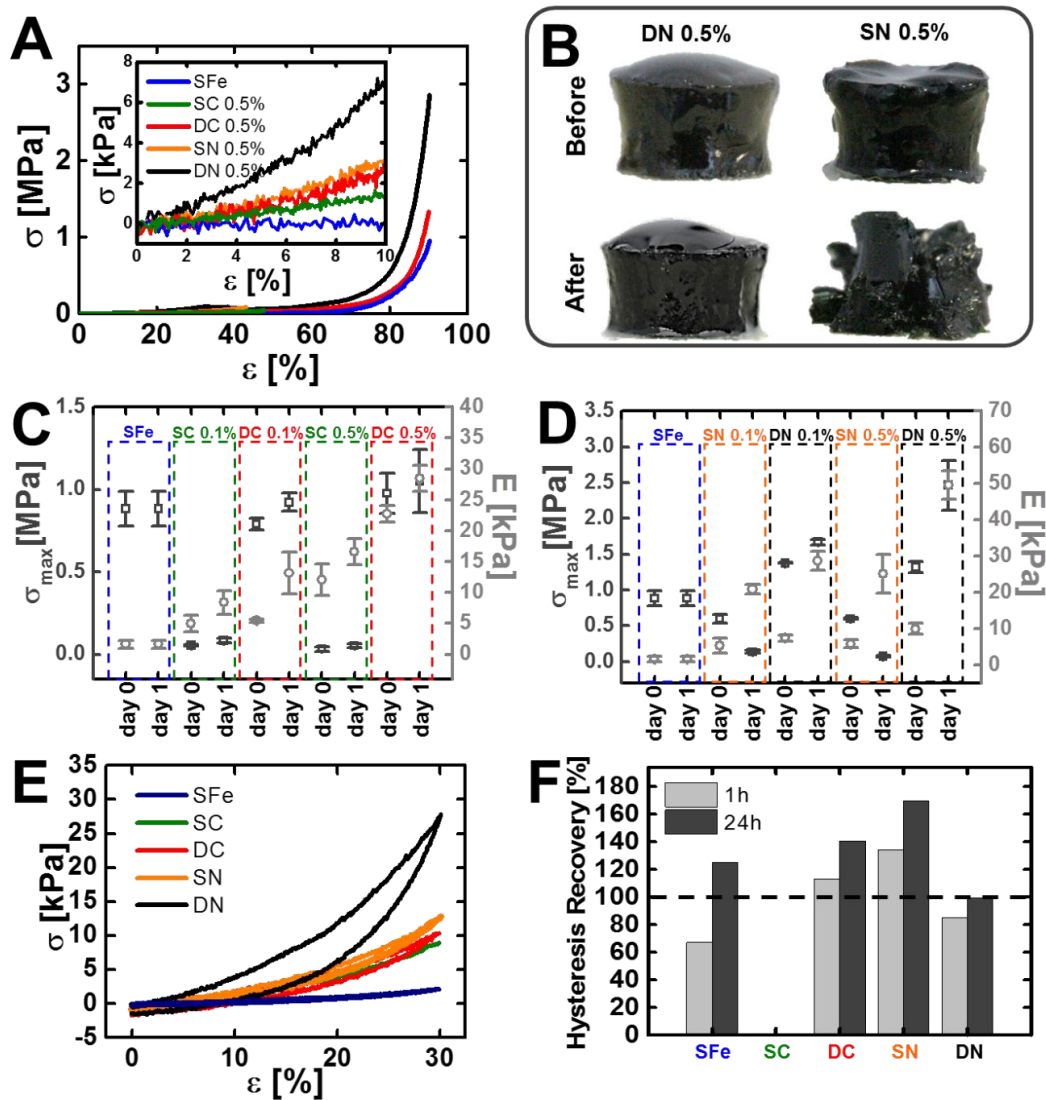 A
σ [MPa]
3
2
1
0
0 20 40 60 80 100
ε [%]
σ [kPa]
8
6
4
2
0
0 2 4 6 8 10
ε [%]
SFe
SC 0.5%
DC 0.5%
SN 0.5%
DN 0.5%
B
DN 0.5% SN 0.5%
Before
After
C
σmax[MPa]
1.5
1.0
0.5
0.0
SFe SC 0.1% DC 0.1% SC 0.5% DC 0.5%
40
35
30
25
20
15
10
5
0
E [kPa]
day 0 day 1 day 0 day 1 day 0 day 1 day 0 day 1 day 0 day 1
D
σmax[MPa]
3.5
3.0
2.5
2.0
1.5
1.0
0.5
0.0
SFe SN 0.1% DN 0.1% SN 0.5% DN 0.5%
70
60
50
40
30
20
10
0
E [kPa]
day 0 day 1 day 0 day 1 day 0 day 1 day 0 day 1 day 0 day 1
E
σ [kPa]
35
30
25
20
15
10
5
0
-5
SFe
SC
DC
SN
DN
0 10 20 30
ε [%]
F
Hysteresis Recovery [%]
180
160
140
120
100
80
60
40
20
0
1h
24h
SFe SC DC SN DN